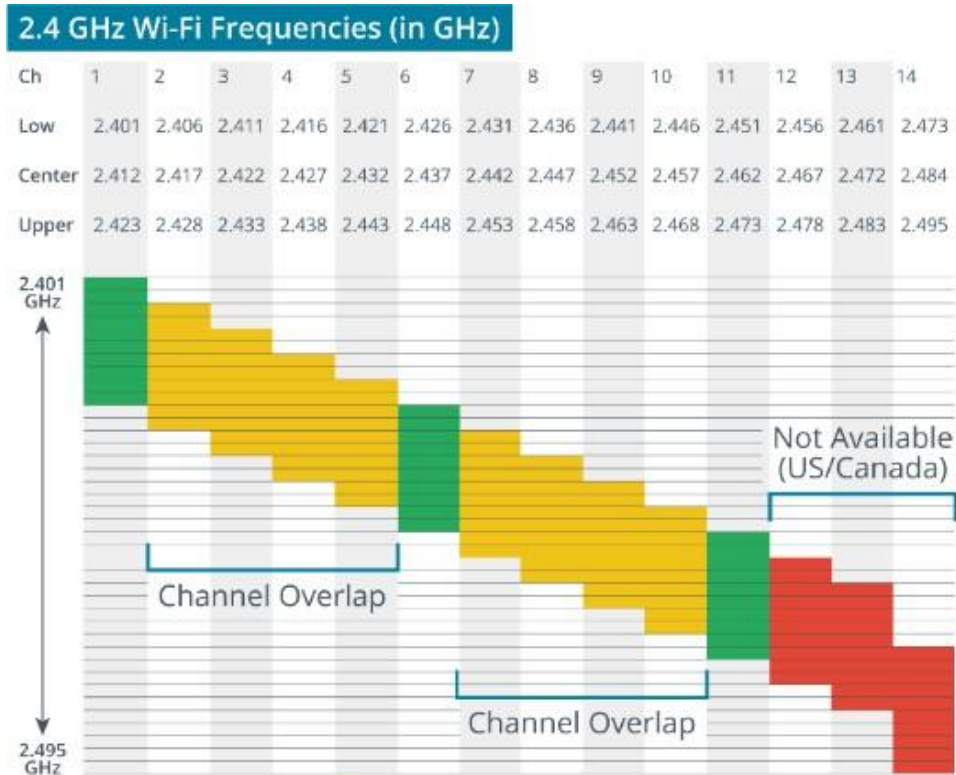 2.4 GHz Wi-Fi Frequencies (in GHz)
Ch 1 2 3 4 5 6 7 8 9 10 11 12 13 14
Low 2.401 2.406 2.411 2.416 2.421 2.426 2.431 2.436 2.441 2.446 2.451 2.456 2.461 2.473
Center 2.412 2.417 2.422 2.427 2.432 2.437 2.442 2.447 2.452 2.457 2.462 2.467 2.472 2.484
Upper 2.423 2.428 2.433 2.438 2.443 2.448 2.453 2.458 2.463 2.468 2.473 2.478 2.483 2.495
2.401
GHz
Not Available
(US/Canada)
Channel Overlap
Channel Overlap
2.495
GHz